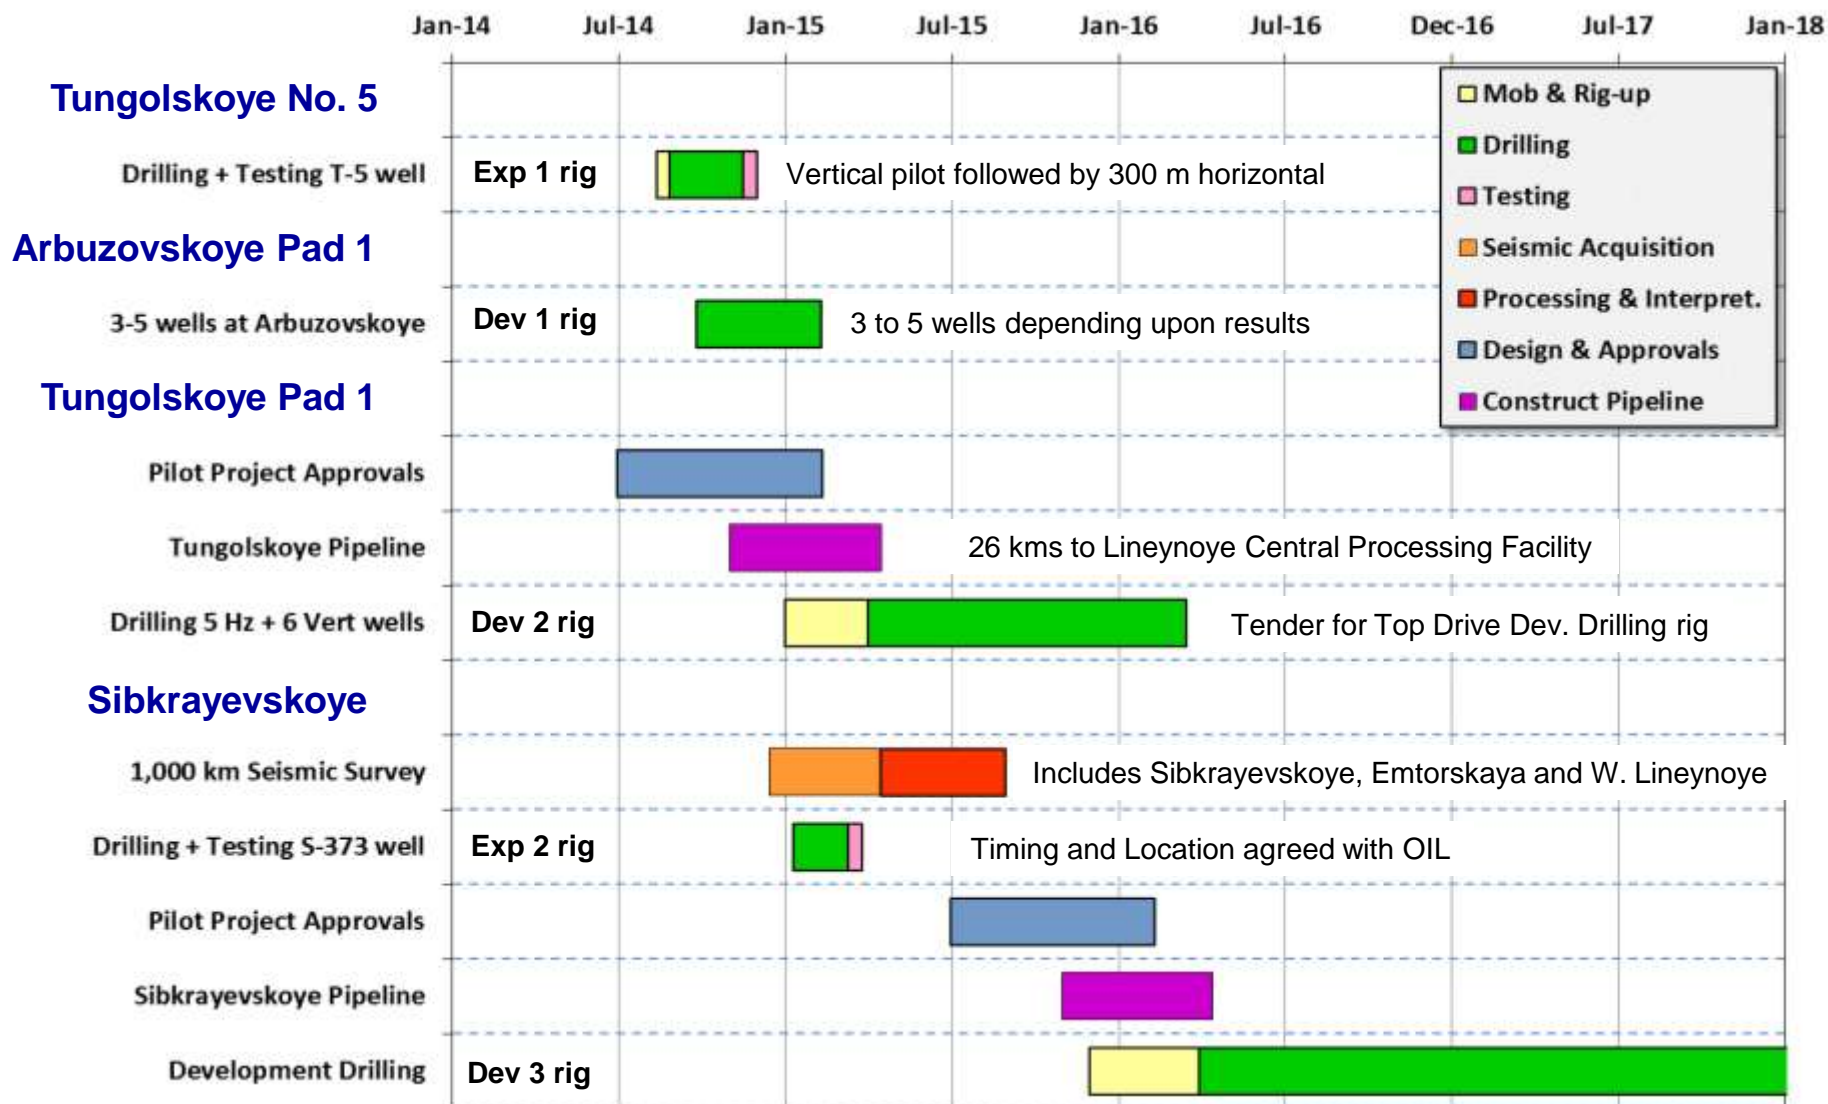 Jan-14 Jul-14 Jan-15 Jul-15 Jan-16 Jul-16 Dec-16 Jul-17 Jan-18
Tungolskoye No. 5
Drilling + Testing T-5 well Exp 1 rig Vertical pilot followed by 300 m horizontal
Arbuzovskoye Pad 1
3-5 wells at Arbuzovskoye Dev 1 rig 3 to 5 wells depending upon results
Tungolskoye Pad 1
Pilot Project Approvals
Tungolskoye Pipeline 26 kms to Lineynoye Central Processing Facility
Drilling 5 Hz + 6 Vert wells Dev 2 rig Tender for Top Drive Dev. Drilling rig
Sibkrayevskoye
1,000 km Seismic Survey Includes Sibkrayevskoye, Emtorskaya and W. Lineynoye
Drilling + Testing S-373 well Exp 2 rig Timing and Location agreed with OIL
Pilot Project Approvals
Sibkrayevskoye Pipeline
Development Drilling Dev 3 rig
Mob & Rig-up
Drilling
Testing
Seismic Acquisition
Processing & Interpret.
Design & Approvals
Construct Pipeline